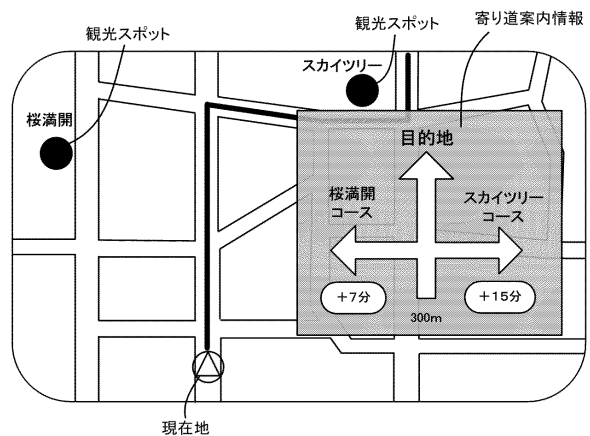 観光スポット
観光スポット
寄り道案内情報
スカイツリー
桜満開
目的地
桜満開
コース
スカイツリー
コース
+7分
+15分
300m
現在地